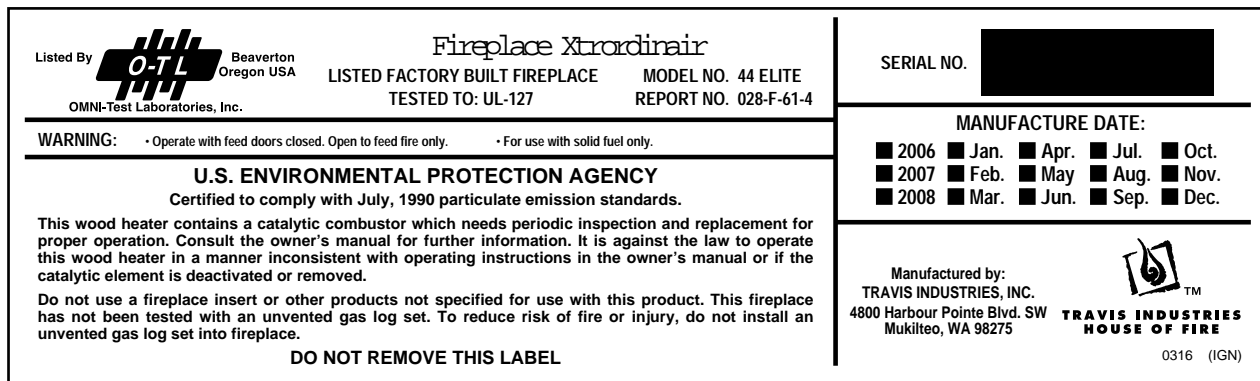 Listed By
O-TL
Beaverton
Oregon USA
OMNI-Test Laboratories, Inc.
Fireplace Xtrordinair
LISTED FACTORY BUILT FIREPLACE MODEL NO. 44 ELITE
TESTED TO: UL-127 REPORT NO. 028-F-61-4
WARNING: • Operate with feed doors closed. Open to feed fire only. • For use with solid fuel only.
U.S. ENVIRONMENTAL PROTECTION AGENCY
Certified to comply with July, 1990 particulate emission standards.
This wood heater contains a catalytic combustor which needs periodic inspection and replacement for
proper operation. Consult the owner's manual for further information. It is against the law to operate
this wood heater in a manner inconsistent with operating instructions in the owner's manual or if the
catalytic element is deactivated or removed.
Do not use a fireplace insert or other products not specified for use with this product. This fireplace
has not been tested with an unvented gas log set. To reduce risk of fire or injury, do not install an
unvented gas log set into fireplace.
DO NOT REMOVE THIS LABEL
SERIAL NO.
MANUFACTURE DATE:
2006 Jan. Apr. Jul. Oct.
2007 Feb. May Aug. Nov.
2008 Mar. Jun. Sep. Dec.
Manufactured by:
TRAVIS INDUSTRIES, INC.
4800 Harbour Pointe Blvd. SW
Mukilteo, WA 98275
TM
TRAVIS INDUSTRIES
HOUSE OF FIRE
0316 (IGN)